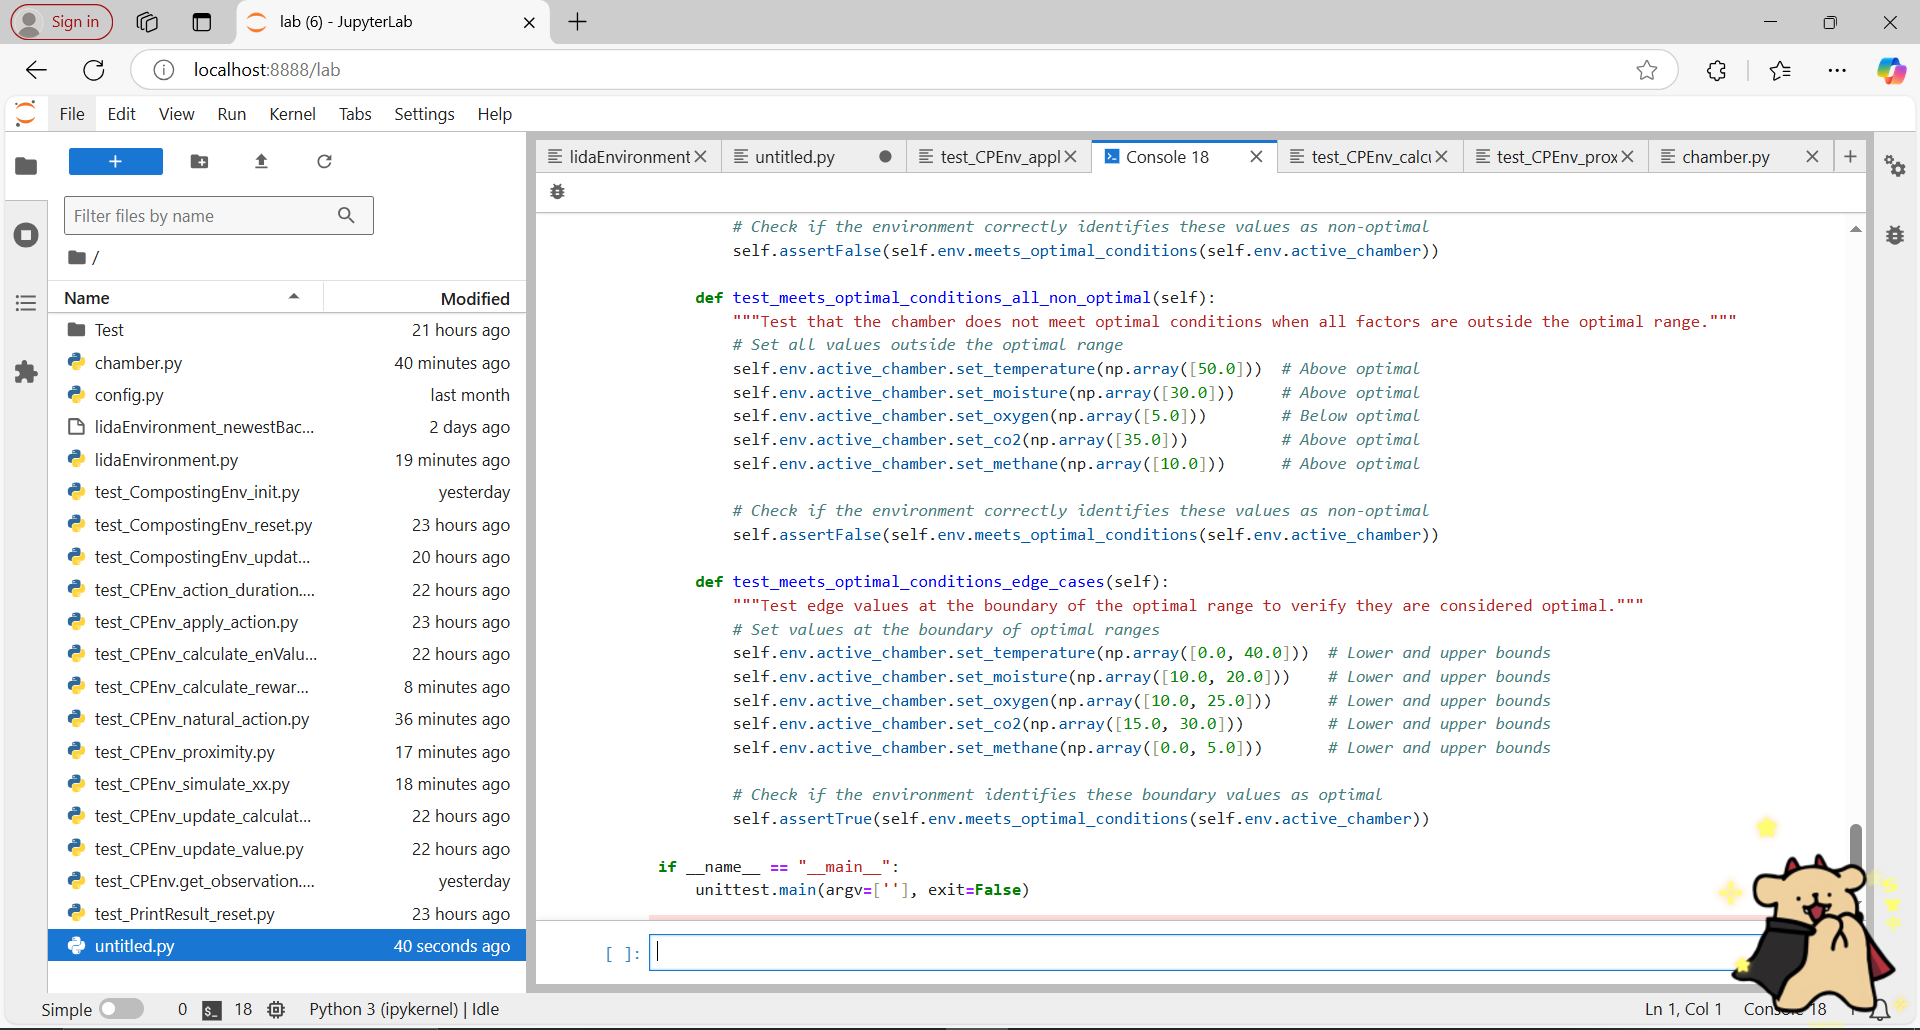 Sign in
lab (6) - JupyterLab
localhost:8888/lab
File Edit View Run Kernel Tabs Settings Help
lidaEnvironment
untitled.py
test_CPEnv_appl
Console 18
test_CPEnv_calcu
test_CPEnv_prox
chamber.py
Filter files by name
/
Name Modified
Test 21 hours ago
chamber.py 40 minutes ago
config.py last month
lidaEnvironment_newestBac... 2 days ago
lidaEnvironment.py 19 minutes ago
test_CompostingEnv_init.py yesterday
test_CompostingEnv_reset.py 23 hours ago
test_CompostingEnv_updat... 20 hours ago
test_CPEnv_action_duration.... 22 hours ago
test_CPEnv_apply_action.py 23 hours ago
test_CPEnv_calculate_enValu... 22 hours ago
test_CPEnv_calculate_rewar... 8 minutes ago
test_CPEnv_natural_action.py 36 minutes ago
test_CPEnv_proximity.py 17 minutes ago
test_CPEnv_simulate_xx.py 18 minutes ago
test_CPEnv_update_calculat... 22 hours ago
test_CPEnv_update_value.py 22 hours ago
test_CPEnv.get_observation.... yesterday
test_PrintResult_reset.py 23 hours ago
untitled.py 40 seconds ago
# Check if the environment correctly identifies these values as non-optimal
self.assertFalse(self.env.meets_optimal_conditions(self.env.active_chamber))
def test_meets_optimal_conditions_all_non_optimal(self):
"""Test that the chamber does not meet optimal conditions when all factors are outside the optimal range."""
# Set all values outside the optimal range
self.env.active_chamber.set_temperature(np.array([50.0])) # Above optimal
self.env.active_chamber.set_moisture(np.array([30.0])) # Above optimal
self.env.active_chamber.set_oxygen(np.array([5.0])) # Below optimal
self.env.active_chamber.set_co2(np.array([35.0])) # Above optimal
self.env.active_chamber.set_methane(np.array([10.0])) # Above optimal
# Check if the environment correctly identifies these values as non-optimal
self.assertFalse(self.env.meets_optimal_conditions(self.env.active_chamber))
def test_meets_optimal_conditions_edge_cases(self):
"""Test edge values at the boundary of the optimal range to verify they are considered optimal."""
# Set values at the boundary of optimal ranges
self.env.active_chamber.set_temperature(np.array([0.0, 40.0])) # Lower and upper bounds
self.env.active_chamber.set_moisture(np.array([10.0, 20.0])) # Lower and upper bounds
self.env.active_chamber.set_oxygen(np.array([10.0, 25.0])) # Lower and upper bounds
self.env.active_chamber.set_co2(np.array([15.0, 30.0])) # Lower and upper bounds
self.env.active_chamber.set_methane(np.array([0.0, 5.0])) # Lower and upper bounds
# Check if the environment identifies these boundary values as optimal
self.assertTrue(self.env.meets_optimal_conditions(self.env.active_chamber))
if __name__ == "__main__":
unittest.main(argv=[''], exit=False)
[ ]:
Simple 0 18 Python 3 (ipykernel) | Idle
Ln 1, Col 1 18